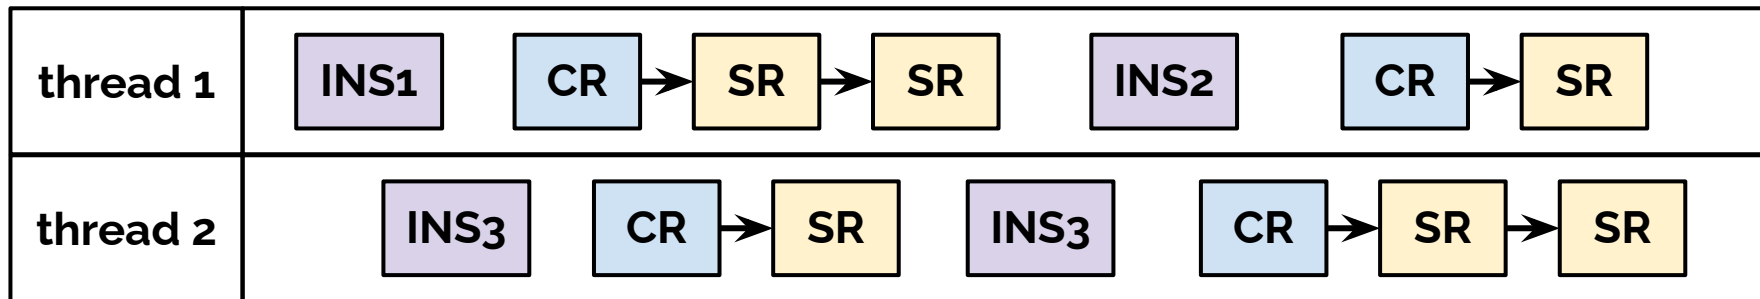 thread 1 INS1 CR SR SR INS2 CR SR
thread 2 INS3 CR SR INS3 CR SR SR